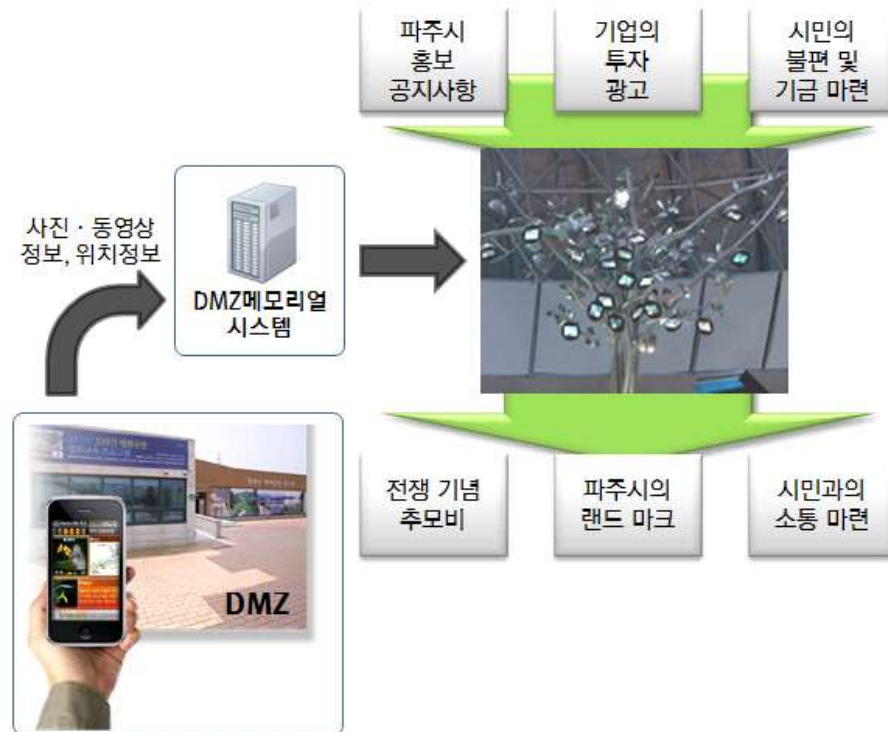 파주시
홍보
공지사항
기업의
투자
광고
시민의
불편 및
기금 마련
사진 · 동영상
정보, 위치정보
DMZ메모리얼
시스템
DMZ
전쟁 기념
추모비
파주시의
랜드 마크
시민과의
소통 마련